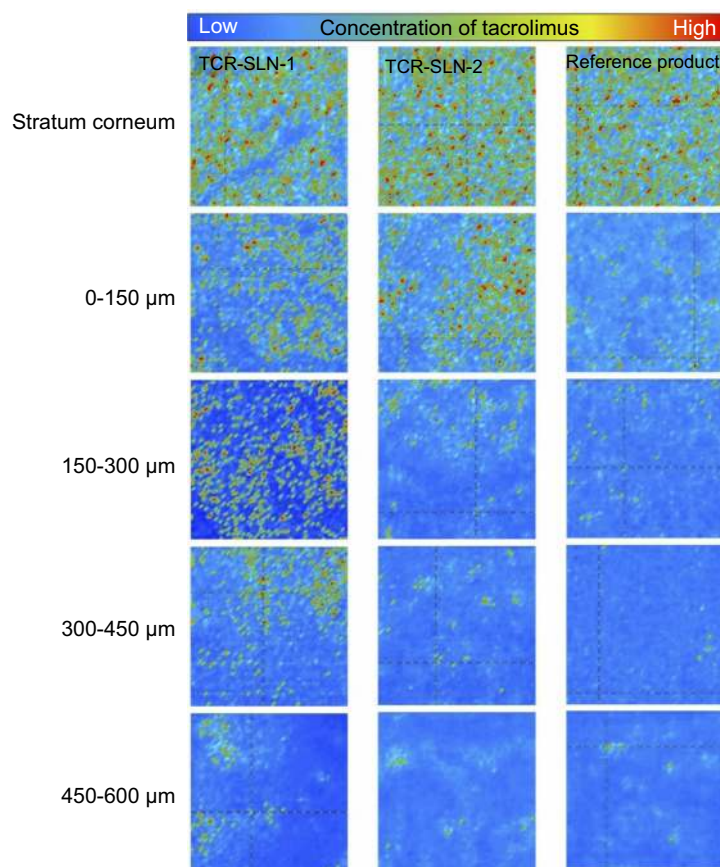 Low Concentration of tacrolimus High
TCR-SLN-1 TCR-SLN-2 Reference product
Stratum corneum
0-150 µm
150-300 µm
300-450 µm
450-600 µm